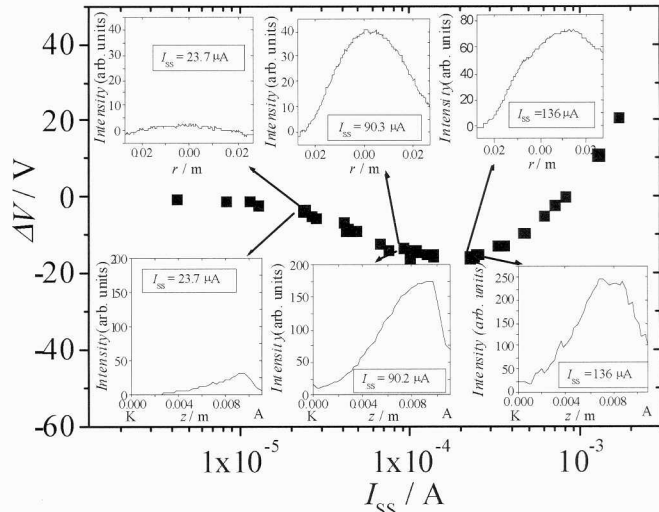 ΔV / V
40
20
0
-20
-40
-60
1x10⁻⁵
1x10⁻⁴
10⁻³
I_SS / A
Intensity (arb. units)
40
30
20
10
0
I_SS = 23.7 μA
0.02 0.00 0.02
r / m
Intensity (arb. units)
40
30
20
10
0
I_SS = 90.3 μA
0.02 0.00 0.02
r / m
Intensity (arb. units)
80
60
40
20
0
I_SS = 136 μA
0.02 0.00 0.02
r / m
Intensity (arb. units)
200
150
100
50
0
I_SS = 23.7 μA
0.000 0.004 0.008
K z / m A
Intensity (arb. units)
200
150
100
50
0
I_SS = 90.2 μA
0.000 0.004 0.008
K z / m A
Intensity (arb. units)
250
200
150
100
50
0
I_SS = 136 μA
0.000 0.004 0.008
K z / m A